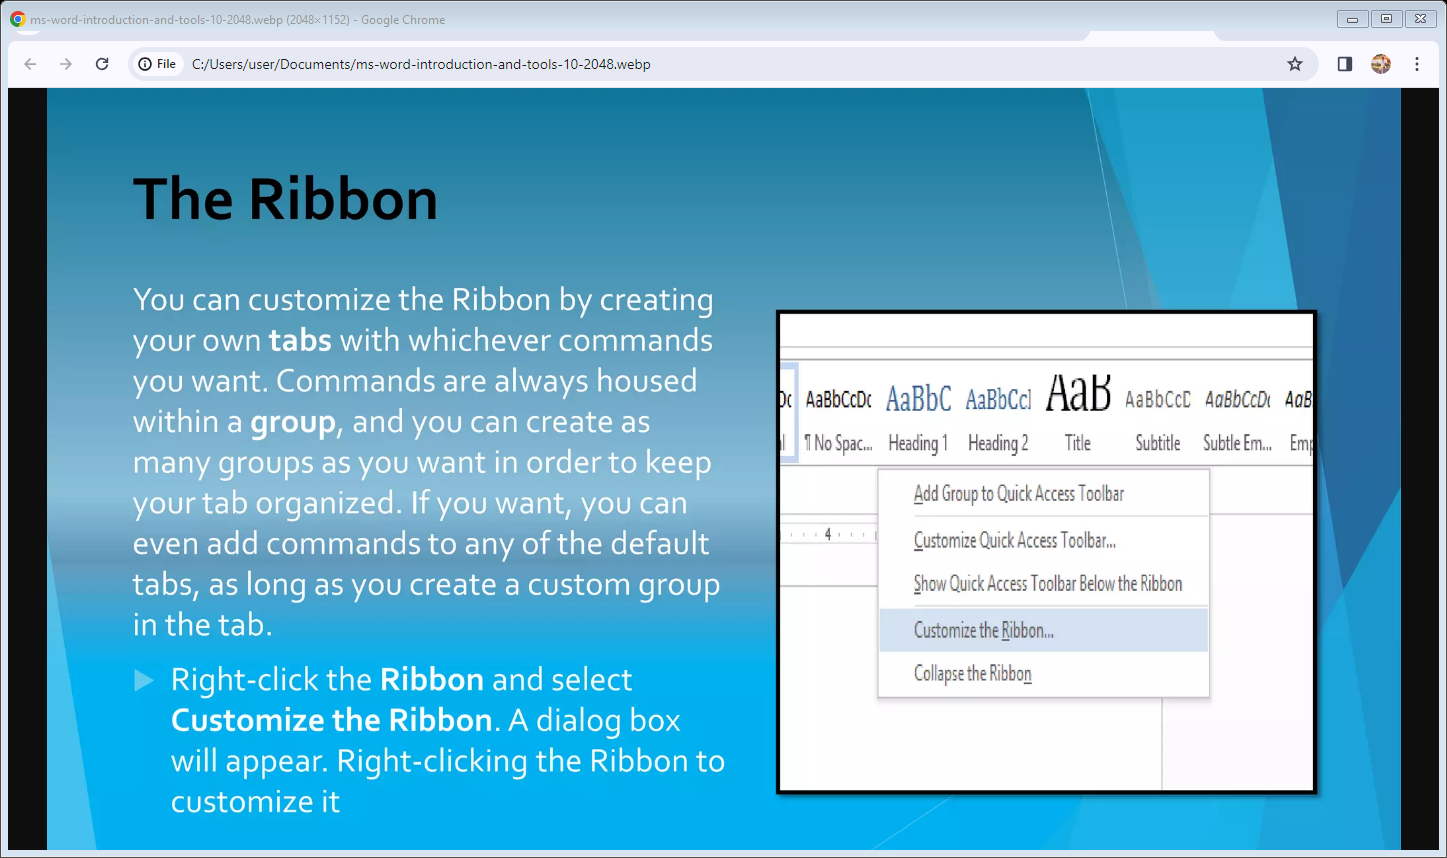 ms-word-introduction-and-tools-10-2048.webp (2048×1152) - Google Chrome
File
C:/Users/user/Documents/ms-word-introduction-and-tools-10-2048.webp
The Ribbon
You can customize the Ribbon by creating
your own tabs with whichever commands
you want. Commands are always housed
within a group, and you can create as
many groups as you want in order to keep
your tab organized. If you want, you can
even add commands to any of the default
tabs, as long as you create a custom group
in the tab.
Right-click the Ribbon and select
Customize the Ribbon. A dialog box
will appear. Right-clicking the Ribbon to
customize it
AaBbCcDc AaBbC AaBbCcI AaB AaBbCcD AaBbCcDc AaB
¶ No Spac... Heading 1 Heading 2 Title Subtitle Subtle Em... Emp
Add Group to Quick Access Toolbar
Customize Quick Access Toolbar...
Show Quick Access Toolbar Below the Ribbon
Customize the Ribbon...
Collapse the Ribbon
4